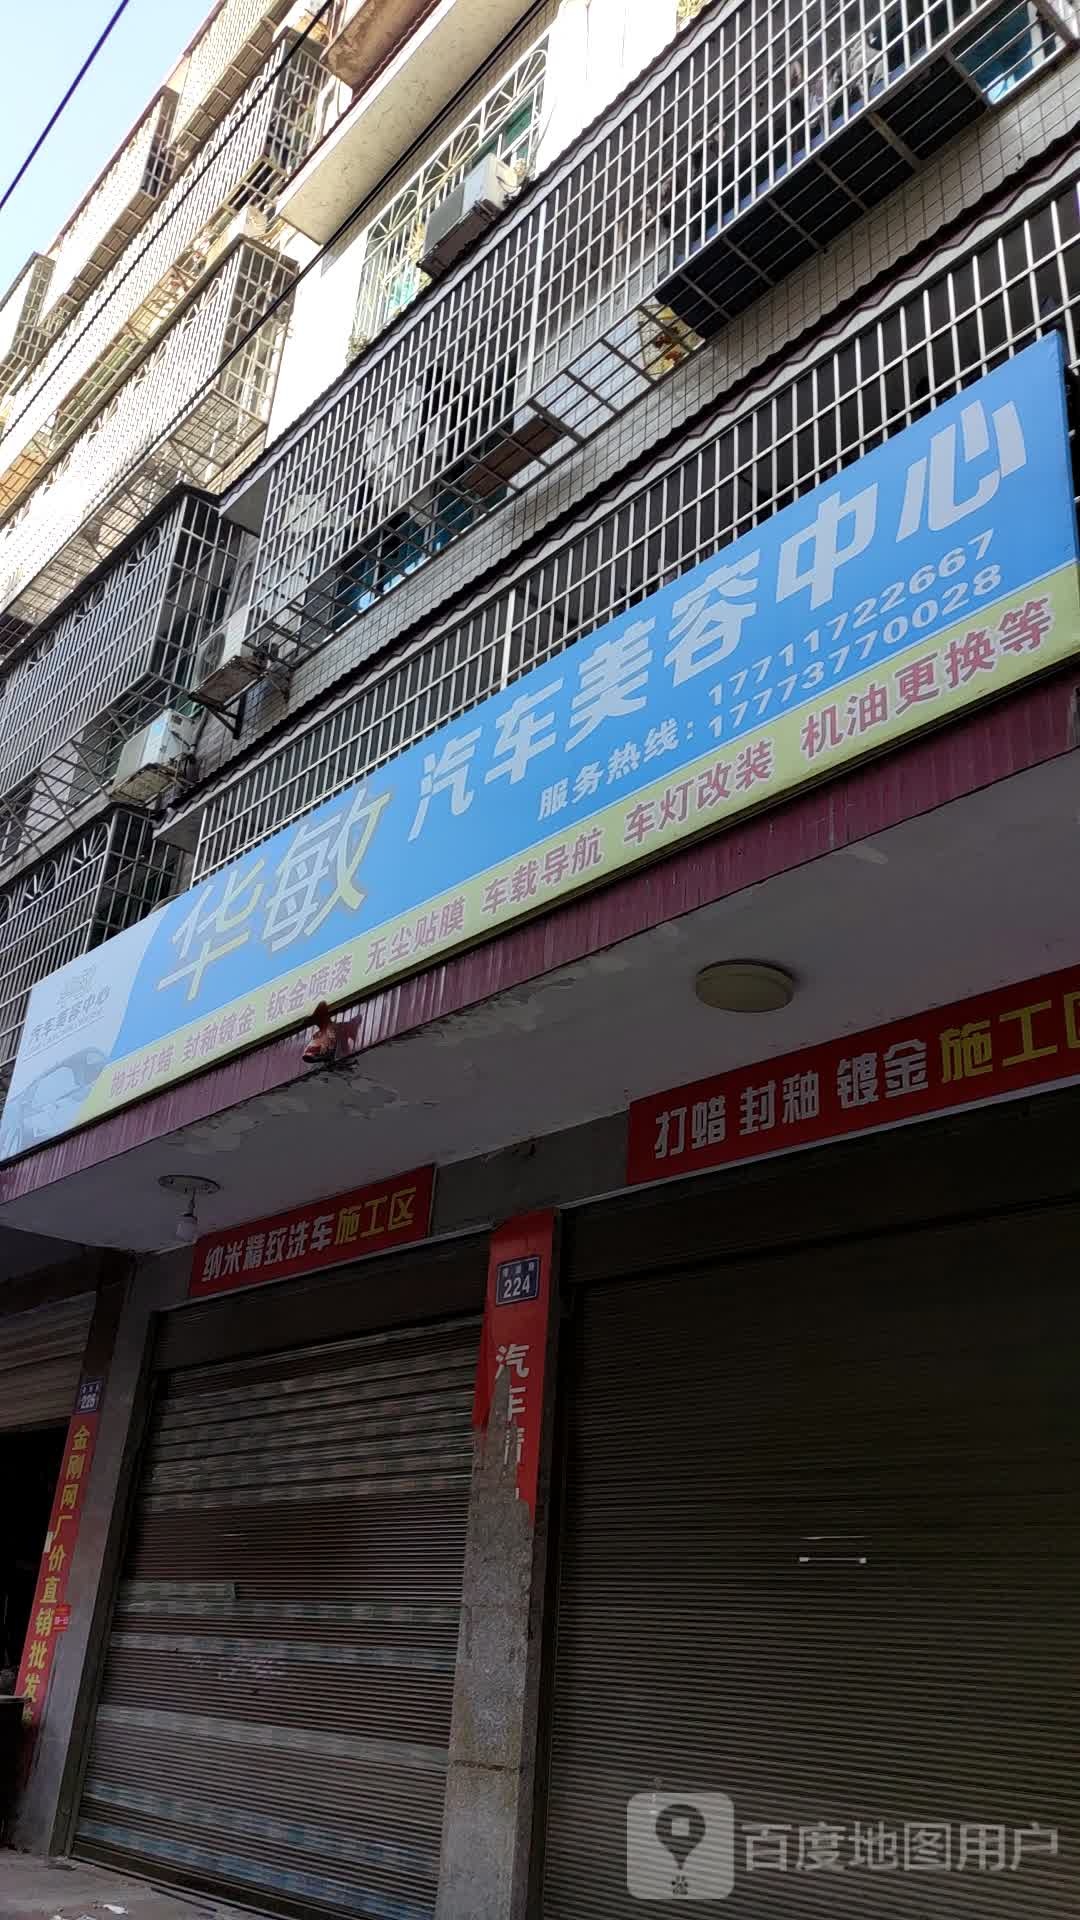 华敏 汽车美容中心
服务热线：17711722667
17773770028
抛光打蜡 封釉镀金 钣金喷漆 无尘贴膜 车载导航 车灯改装 机油更换等
汽车美容中心
打蜡 封釉 镀金 施工区
纳米精致洗车施工区
224
汽车精
226
金刚网厂价直销批发
百度地图用户